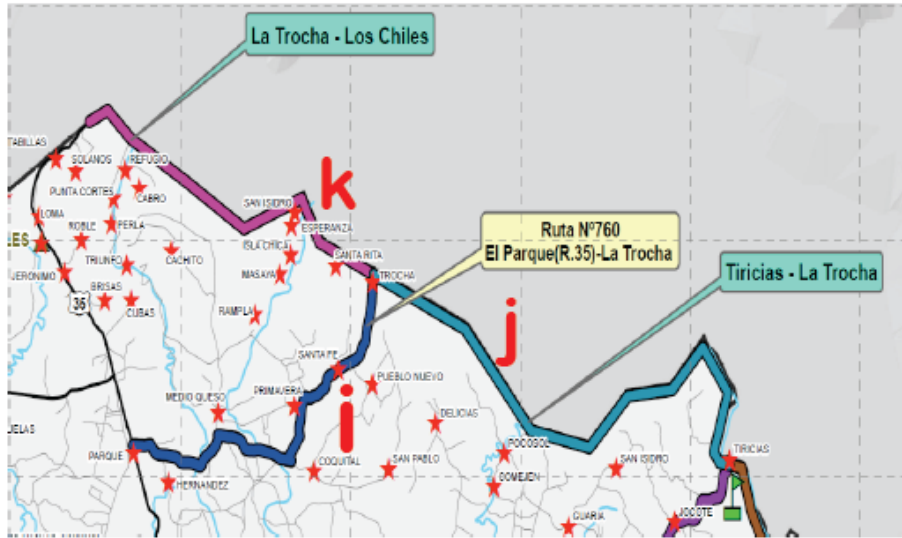 La Trocha - Los Chiles
TABILLAS
SOLANOS
REFUGIO
k
PUNTA CORTES
CABRO
SAN ISIDRO
LOMA
ROBLE
PERLA
ESPERANZA
Ruta Nº760
El Parque(R.35)-La Trocha
LES
ISLA CHICA
CACHITO
SANTA RITA
Tiricias - La Trocha
JERONIMO
TRIUNFO
MASAYA
TROCHA
BRISAS
35
CUBAS
RAMPLA
j
SANTA FE
PUEBLO NUEVO
MEDIO QUESO
PRIMAVERA
i
DELICIAS
UELAS
PARQUE
POCOSOL
TIRICIAS
COQUITAL
SAN PABLO
SAN ISIDRO
HERNANDEZ
COMEJEN
GUARIA
JOCOTE